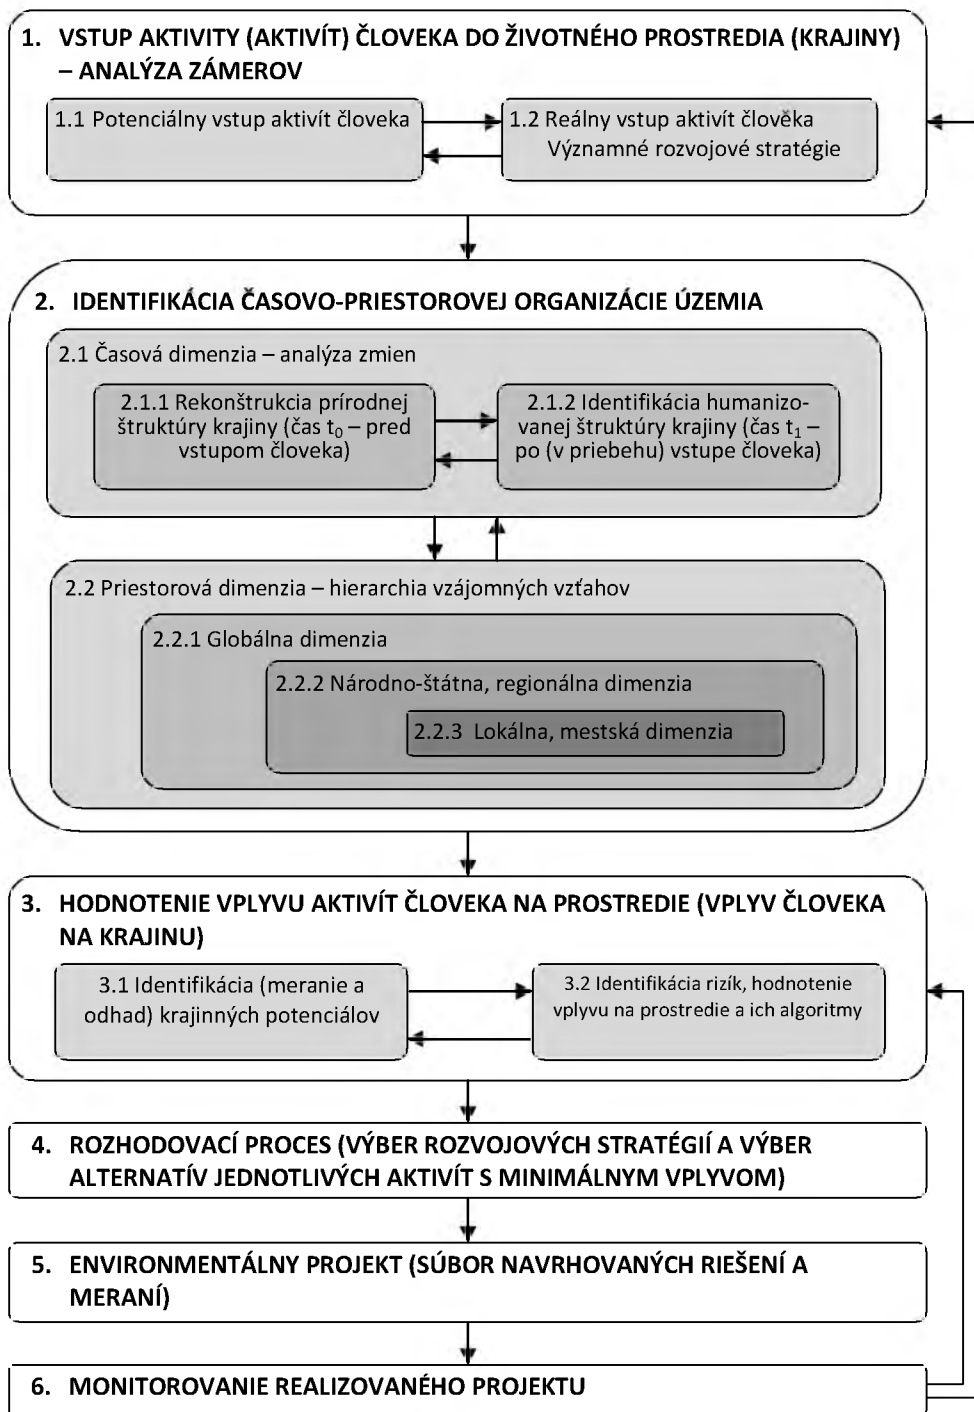 1. VSTUP AKTIVITY (AKTIVÍT) ČLOVEKA DO ŽIVOTNÉHO PROSTREDIA (KRAJINY)
– ANALÝZA ZÁMEROV
1.1 Potenciálny vstup aktivít človeka
1.2 Reálny vstup aktivít člověka
Významné rozvojové stratégie
2. IDENTIFIKÁCIA ČASOVO-PRIESTOROVEJ ORGANIZÁCIE ÚZEMIA
2.1 Časová dimenzia – analýza zmien
2.1.1 Rekonštrukcia prírodnej
štruktúry krajiny (čas t₀ – pred
vstupom človeka)
2.1.2 Identifikácia humanizo-
vanej štruktúry krajiny (čas t₁ –
po (v priebehu) vstupe človeka)
2.2 Priestorová dimenzia – hierarchia vzájomných vzťahov
2.2.1 Globálna dimenzia
2.2.2 Národno-štátna, regionálna dimenzia
2.2.3 Lokálna, mestská dimenzia
3. HODNOTENIE VPLYVU AKTIVÍT ČLOVEKA NA PROSTREDIE (VPLYV ČLOVEKA
NA KRAJINU)
3.1 Identifikácia (meranie a
odhad) krajinných potenciálov
3.2 Identifikácia rizík, hodnotenie
vplyvu na prostredie a ich algoritmy
4. ROZHODOVACÍ PROCES (VÝBER ROZVOJOVÝCH STRATÉGIÍ A VÝBER
ALTERNATÍV JEDNOTLIVÝCH AKTIVÍT S MINIMÁLNYM VPLYVOM)
5. ENVIRONMENTÁLNY PROJEKT (SÚBOR NAVRHOVANÝCH RIEŠENÍ A
MERANÍ)
6. MONITOROVANIE REALIZOVANÉHO PROJEKTU